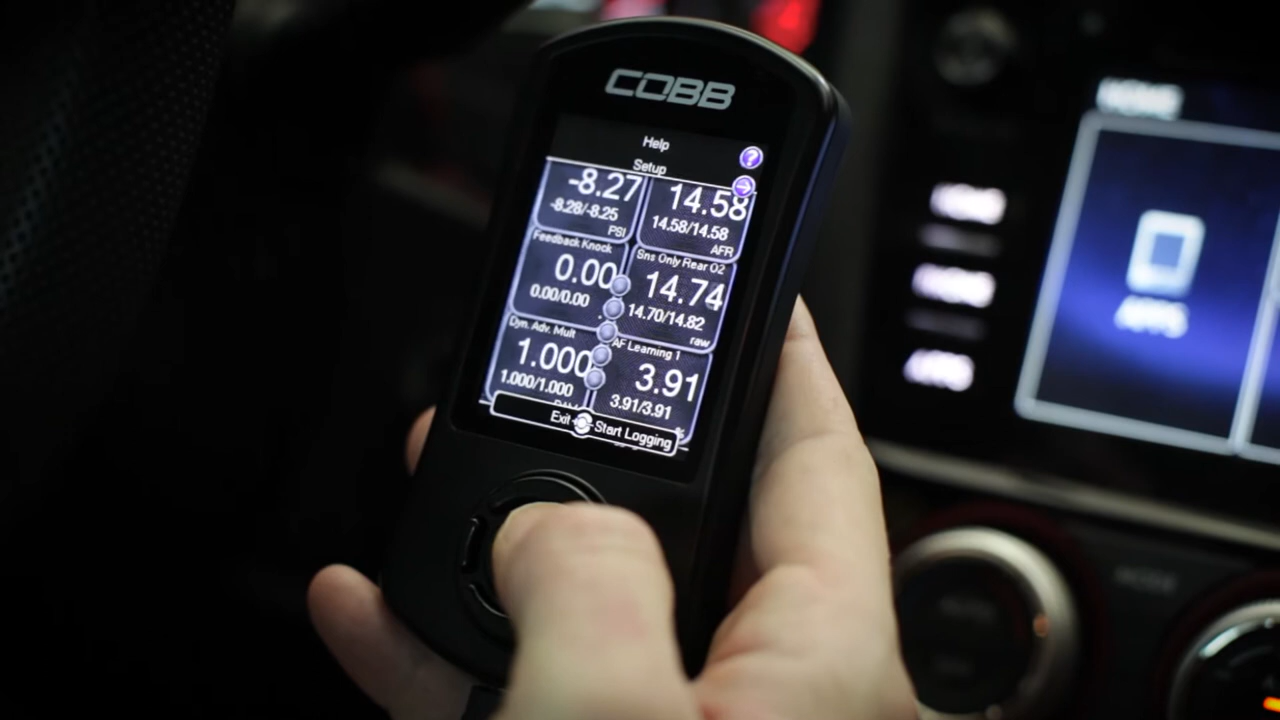 COBB
Help
Setup
-8.27
-8.28/-8.25
PSI
14.58
14.58/14.58
AFR
Feedback Knock
0.00
0.00/0.00
Sns Only Rear O2
14.74
14.70/14.82
raw
Dyn. Adv. Mult
1.000
1.000/1.000
AF Learning 1
3.91
3.91/3.91
%
Exit
Start Logging
HOME
APPS
MODE